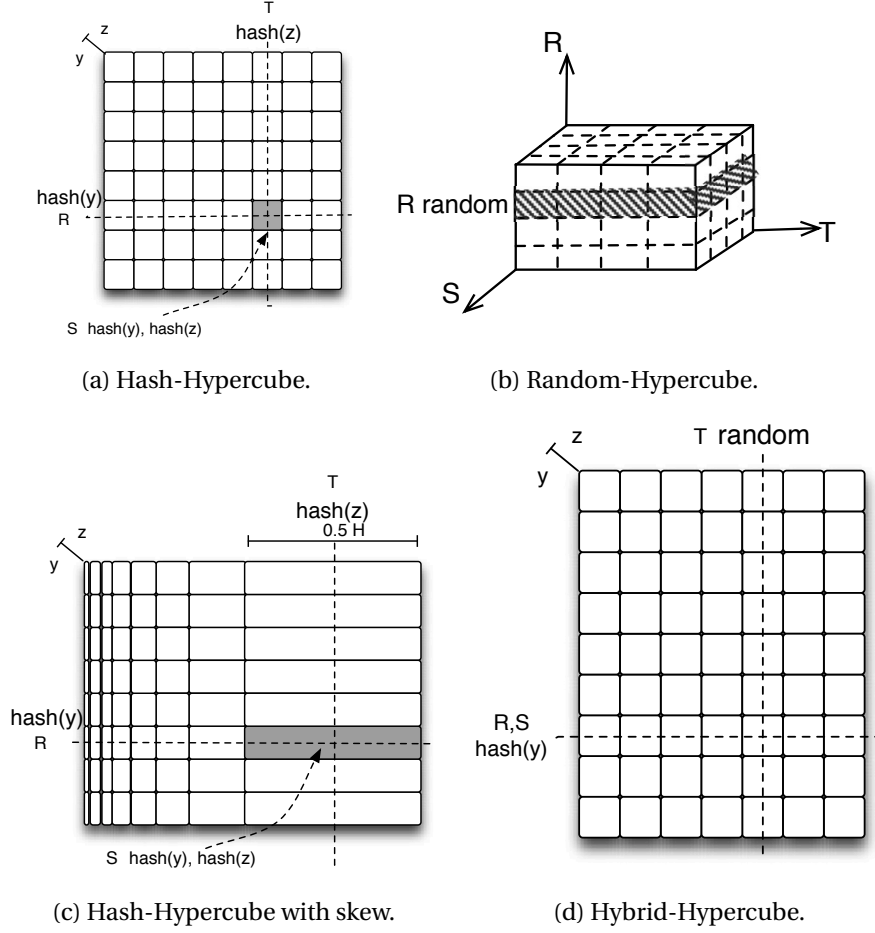 T
hash(z)
z
y
hash(y)
R
S hash(y), hash(z)
(a) Hash-Hypercube.
R
R random
T
S
(b) Random-Hypercube.
T
hash(z)
0.5 H
z
y
hash(y)
R
S hash(y), hash(z)
(c) Hash-Hypercube with skew.
T random
z
y
R,S
hash(y)
(d) Hybrid-Hypercube.